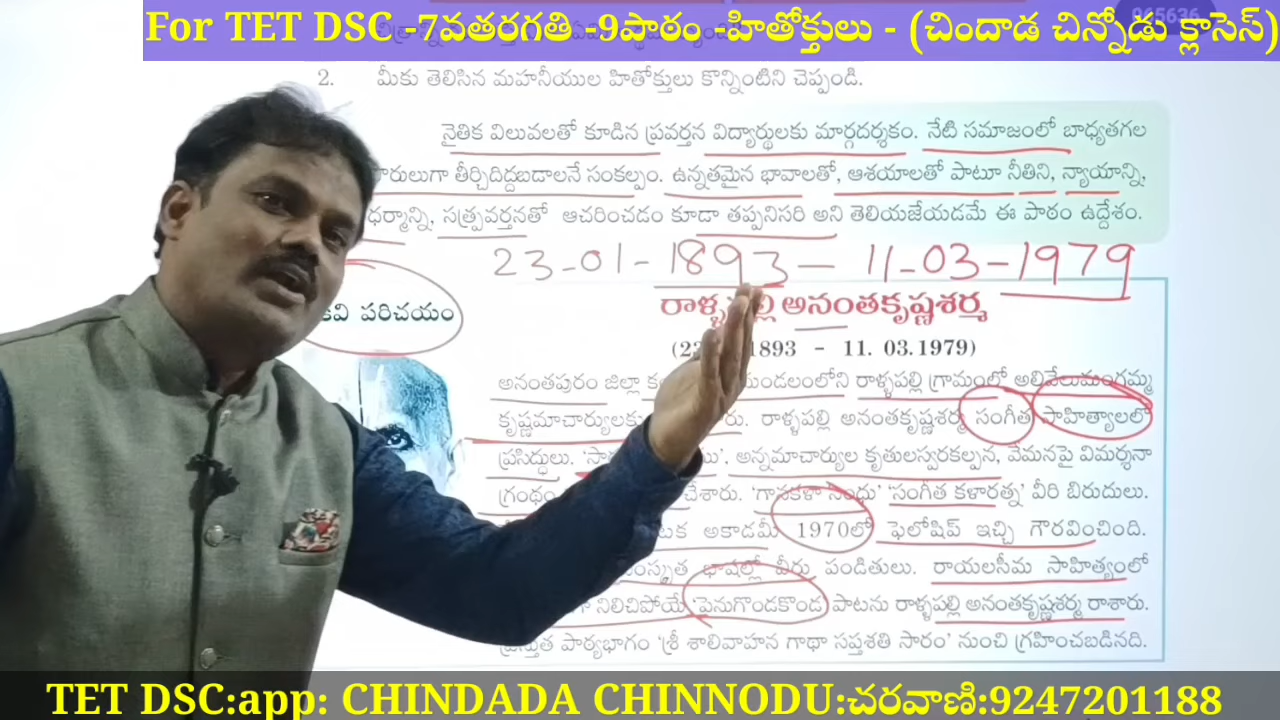 For TET DSC -7వతరగతి -9పాఠం -హితోక్తులు - (చిందాడ చిన్నోడు క్లాసెస్)
965636
2. మీకు తెలిసిన మహనీయుల హితోక్తులు కొన్నింటిని చెప్పండి.
నైతిక విలువలతో కూడిన ప్రవర్తన విద్యార్థులకు మార్గదర్శకం. నేటి సమాజంలో బాధ్యతగల
తీర్చిదిద్దబడాలనే సంకల్పం. ఉన్నతమైన భావాలతో, ఆశయాలతో పాటూ నీతిని, న్యాయాన్ని,
ధర్మాన్ని, సత్ప్రవర్తనతో ఆచరించడం కూడా తప్పనిసరి అని తెలియజేయడమే ఈ పాఠం ఉద్దేశం.
23-01-1893 — 11-03-1979
కవి పరిచయం
రాళ్ళపల్లి అనంతకృష్ణశర్మ
1893 - 11. 03.1979)
అనంతపురం జిల్లా మండలంలోని రాళ్ళపల్లి గ్రామంలో అలివేలుమంగమ్మ
కృష్ణమాచార్యులకు రు. రాళ్ళపల్లి అనంతకృష్ణశర్మ సంగీత సాహిత్యాలలో
ప్రసిద్ధులు. అన్నమాచార్యుల కృతులస్వరకల్పన, వేమనపై విమర్శనా
గ్రంథం చేశారు. 'గానకళా సింధు' 'సంగీత కళారత్న' వీరి బిరుదులు.
అకాడమీ 1970లో ఫెలోషిప్ ఇచ్చి గౌరవించింది.
భాషల్లో వీరు పండితులు. రాయలసీమ సాహిత్యంలో
నిలిచిపోయే 'పెనుగొండకొండ' పాటను రాళ్ళపల్లి అనంతకృష్ణశర్మ రాశారు.
ప్రస్తుత పాఠ్యభాగం 'శ్రీ శాలివాహన గాథా సప్తశతి సారం' నుంచి గ్రహించబడినది.
TET DSC:app: CHINDADA CHINNODU:చరవాణి:9247201188